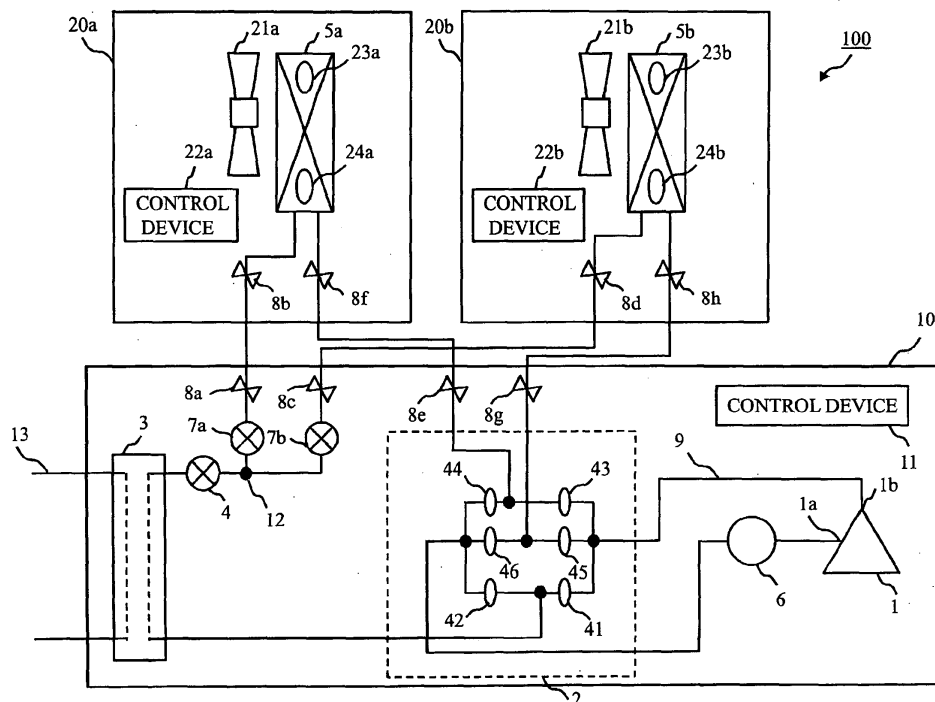 20a
21a
5a
23a
20b
21b
5b
23b
100
22a
24a
22b
24b
CONTROL
DEVICE
CONTROL
DEVICE
8b
8f
8d
8h
10
8a
8c
8e
8g
CONTROL DEVICE
11
13
3
7a
7b
4
12
44
43
9
1b
1a
46
45
6
1
42
41
2